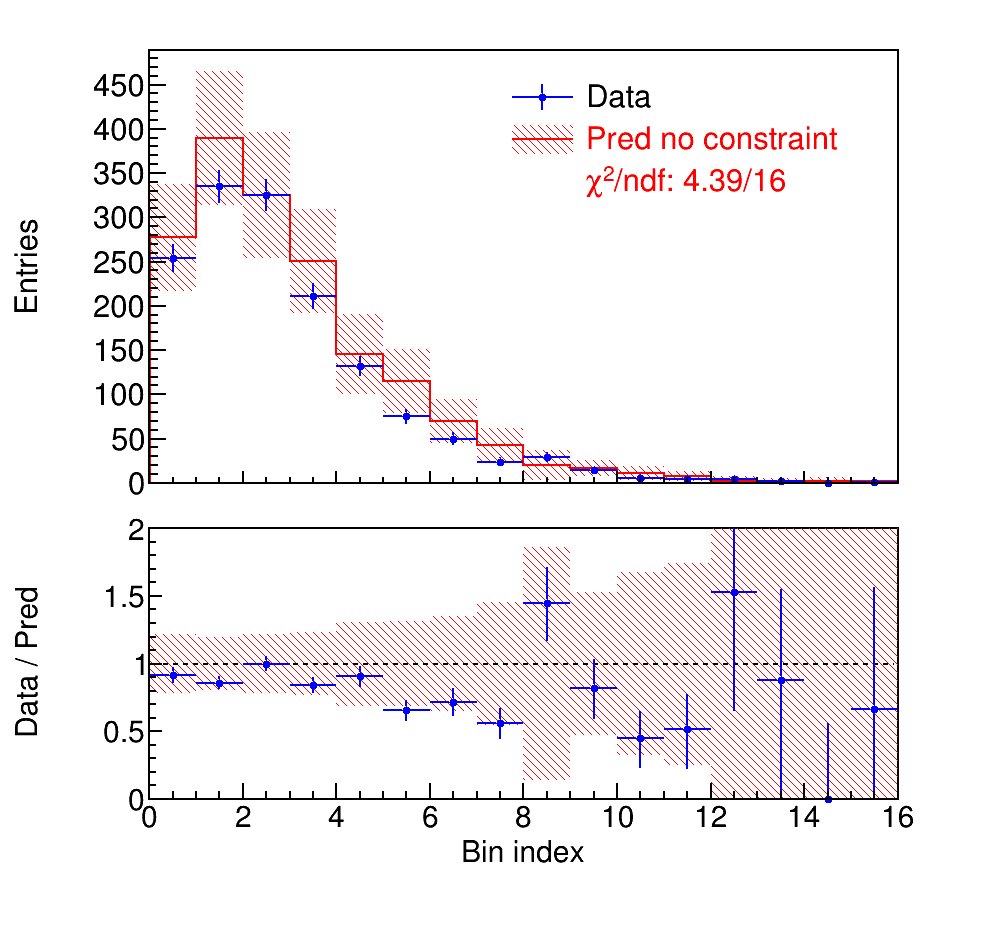 Entries
450
400
350
300
250
200
150
100
50
0
Data
Pred no constraint
χ²/ndf: 4.39/16
Data / Pred
2
1.5
1
0.5
0
0 2 4 6 8 10 12 14 16
Bin index